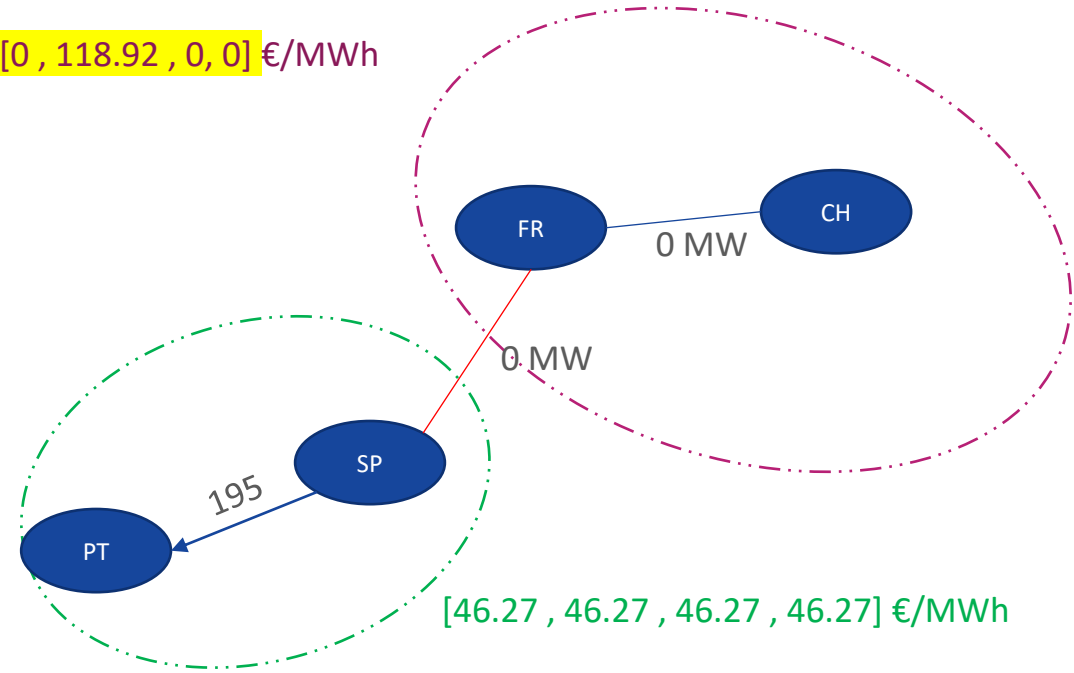 [0 , 118.92 , 0, 0] €/MWh
CH
FR
0 MW
0 MW
SP
195
PT
[46.27 , 46.27 , 46.27 , 46.27] €/MWh